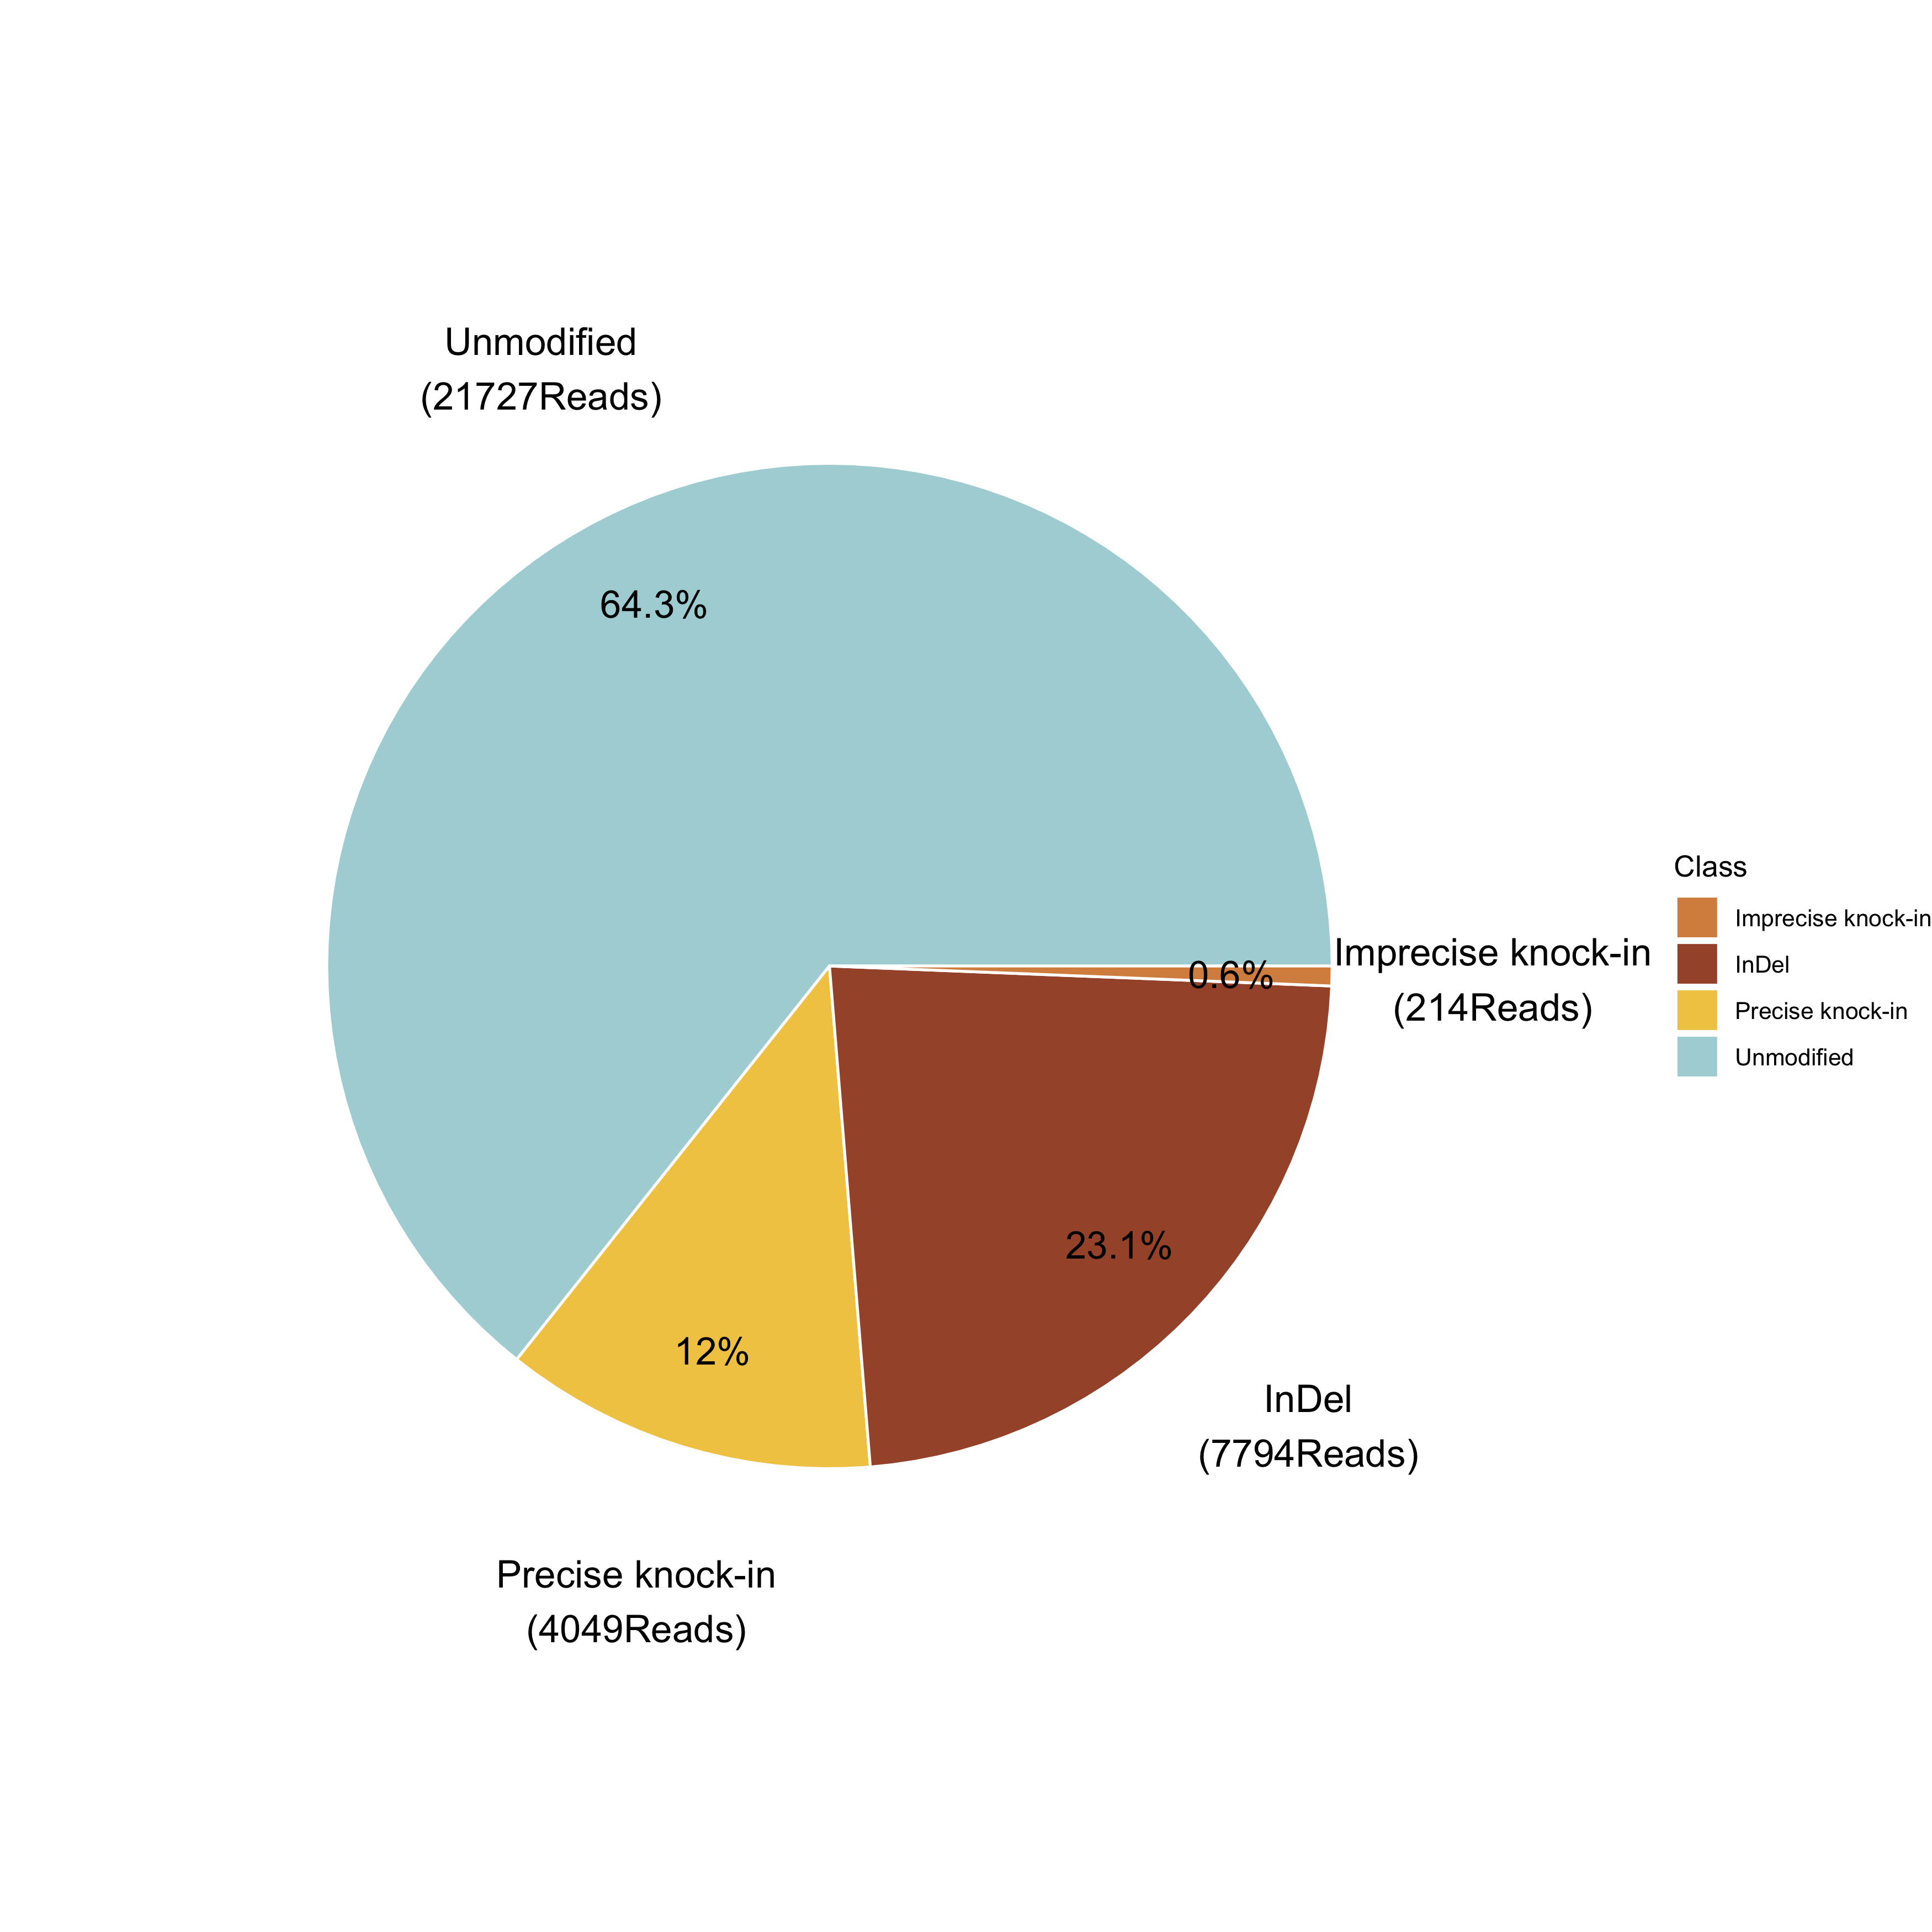 Unmodified
(21727Reads)
64.3%
Imprecise knock-in
(214Reads)
0.6%
23.1%
InDel
(7794Reads)
12%
Precise knock-in
(4049Reads)
Class
Imprecise knock-in
InDel
Precise knock-in
Unmodified